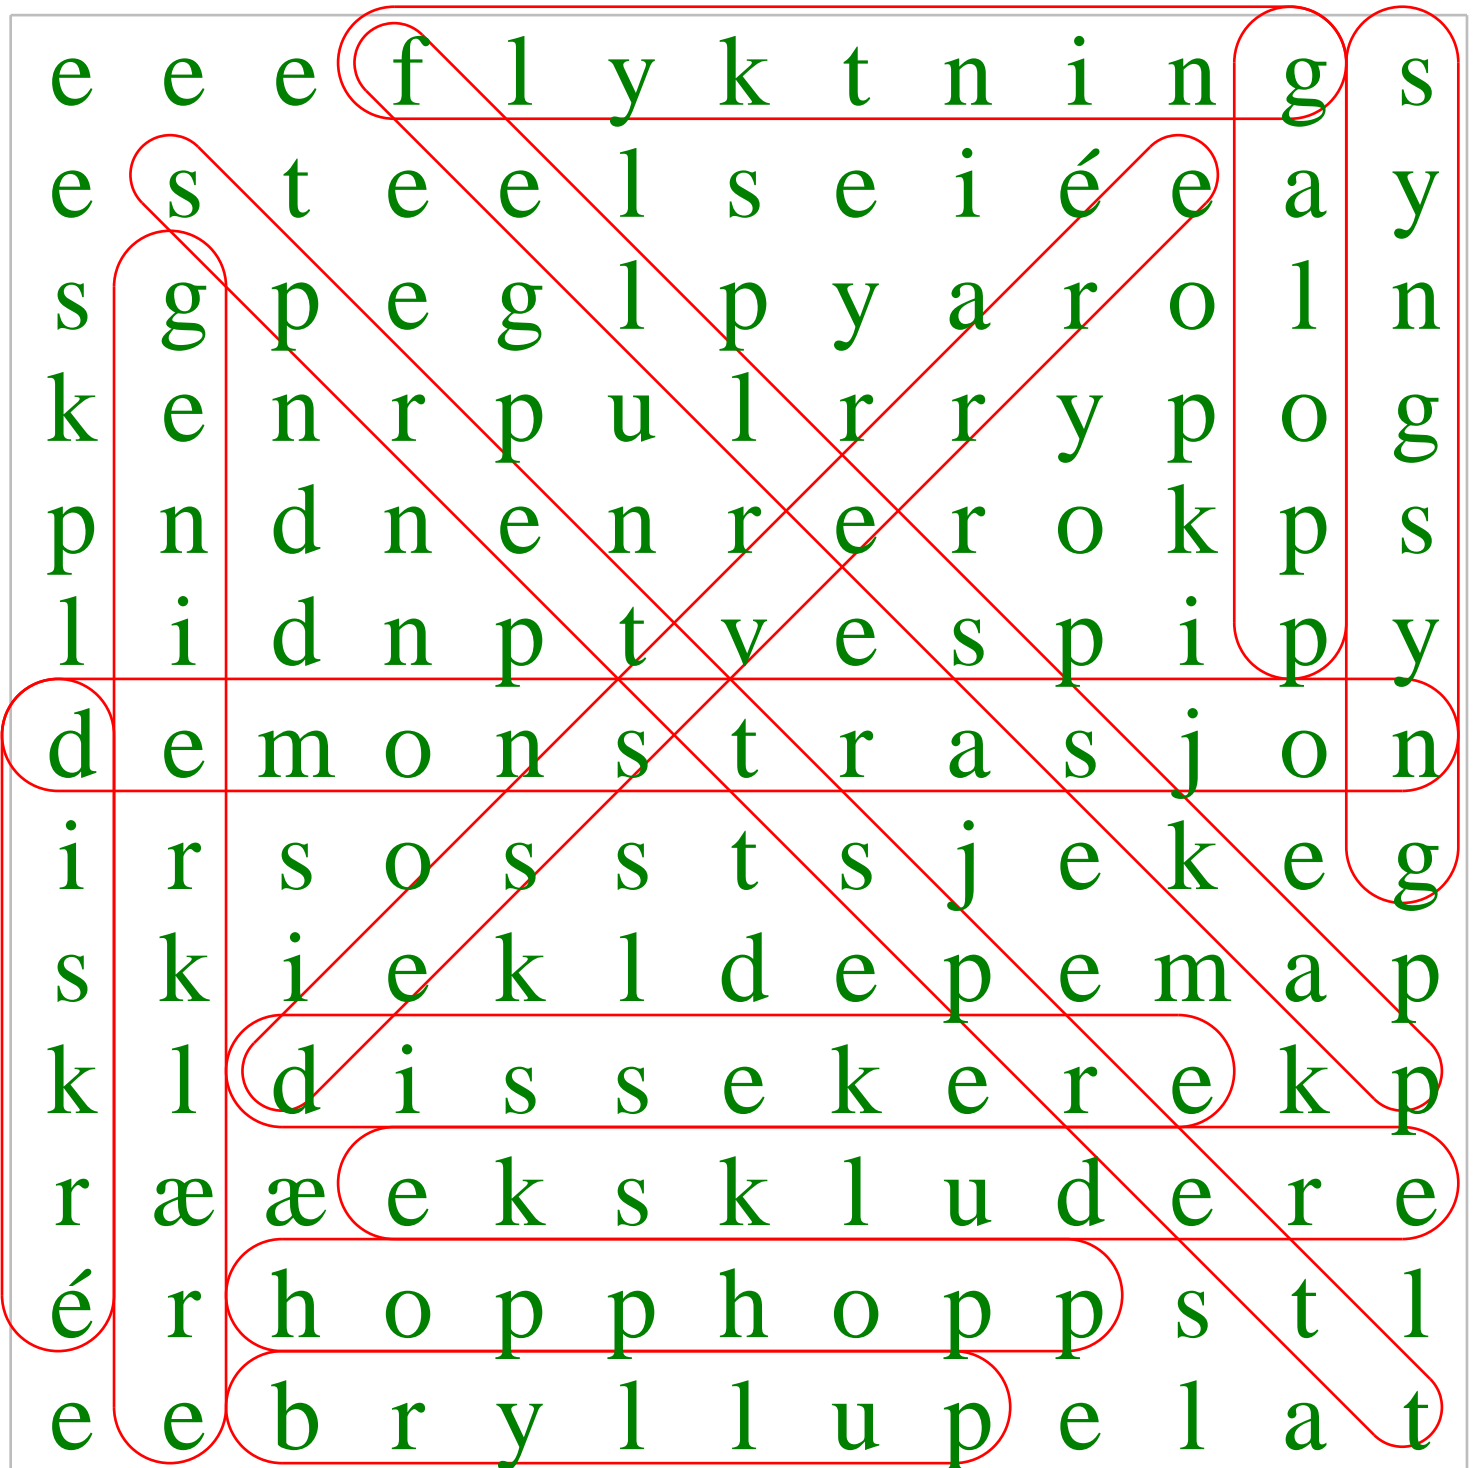 e e e f l y k t n i n g s
e s t e e l s e i é e a y
s g p e g l p y a r o l n
k e n r p u l r r y p o g
p n d n e n r e r o k p s
l i d n p t v e s p i p y
d e m o n s t r a s j o n
i r s o s s t s j e k e g
s k i e k l d e p e m a p
k l d i s s e k e r e k p
r æ æ e k s k l u d e r e
é r h o p p h o p p s t l
e e b r y l l u p e l a t